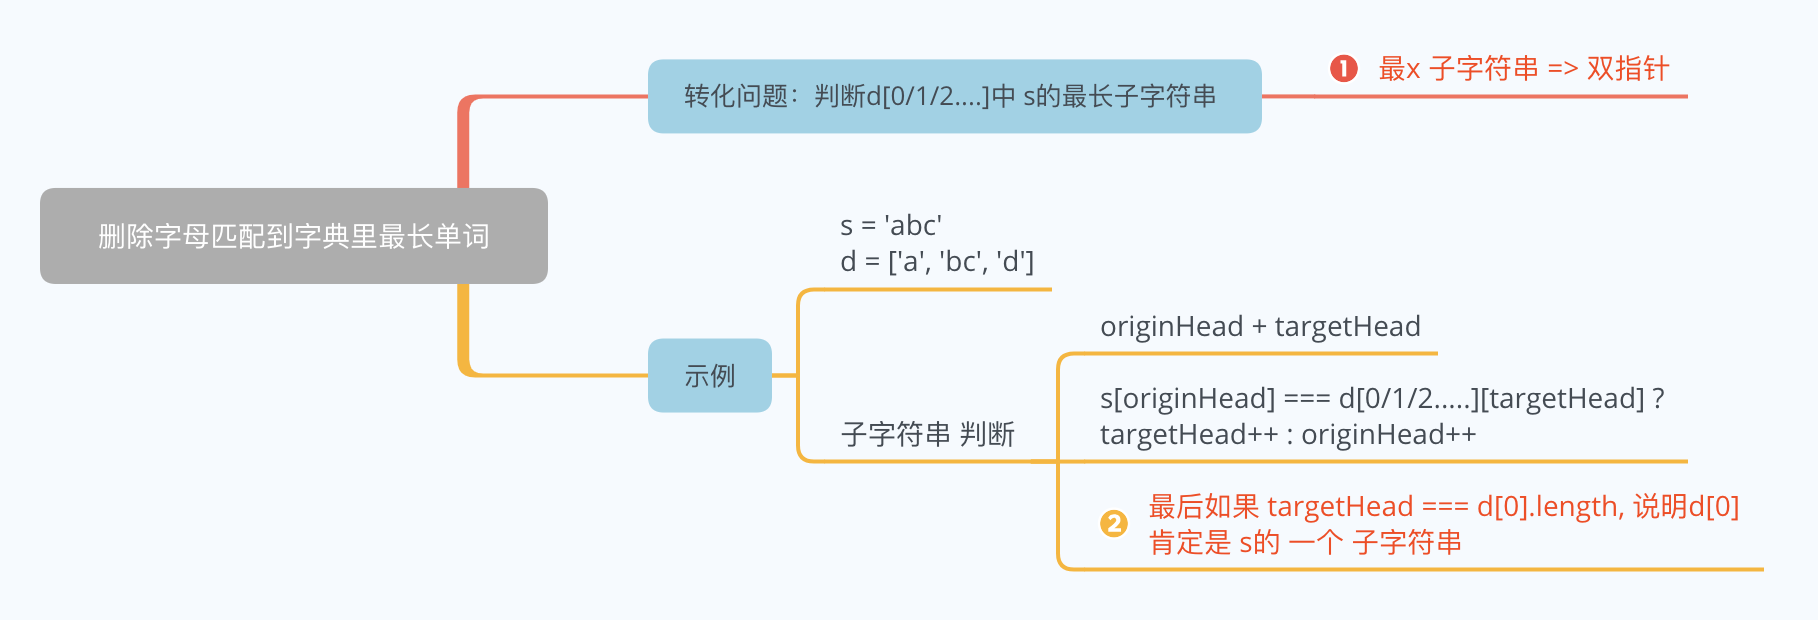 删除字母匹配到字典里最长单词
转化问题：判断d[0/1/2....]中 s的最长子字符串
1 最x 子字符串 => 双指针
示例
s = 'abc'
d = ['a', 'bc', 'd']
子字符串 判断
originHead + targetHead
s[originHead] === d[0/1/2.....][targetHead] ?
targetHead++ : originHead++
2 最后如果 targetHead === d[0].length, 说明d[0]
肯定是 s的 一个 子字符串